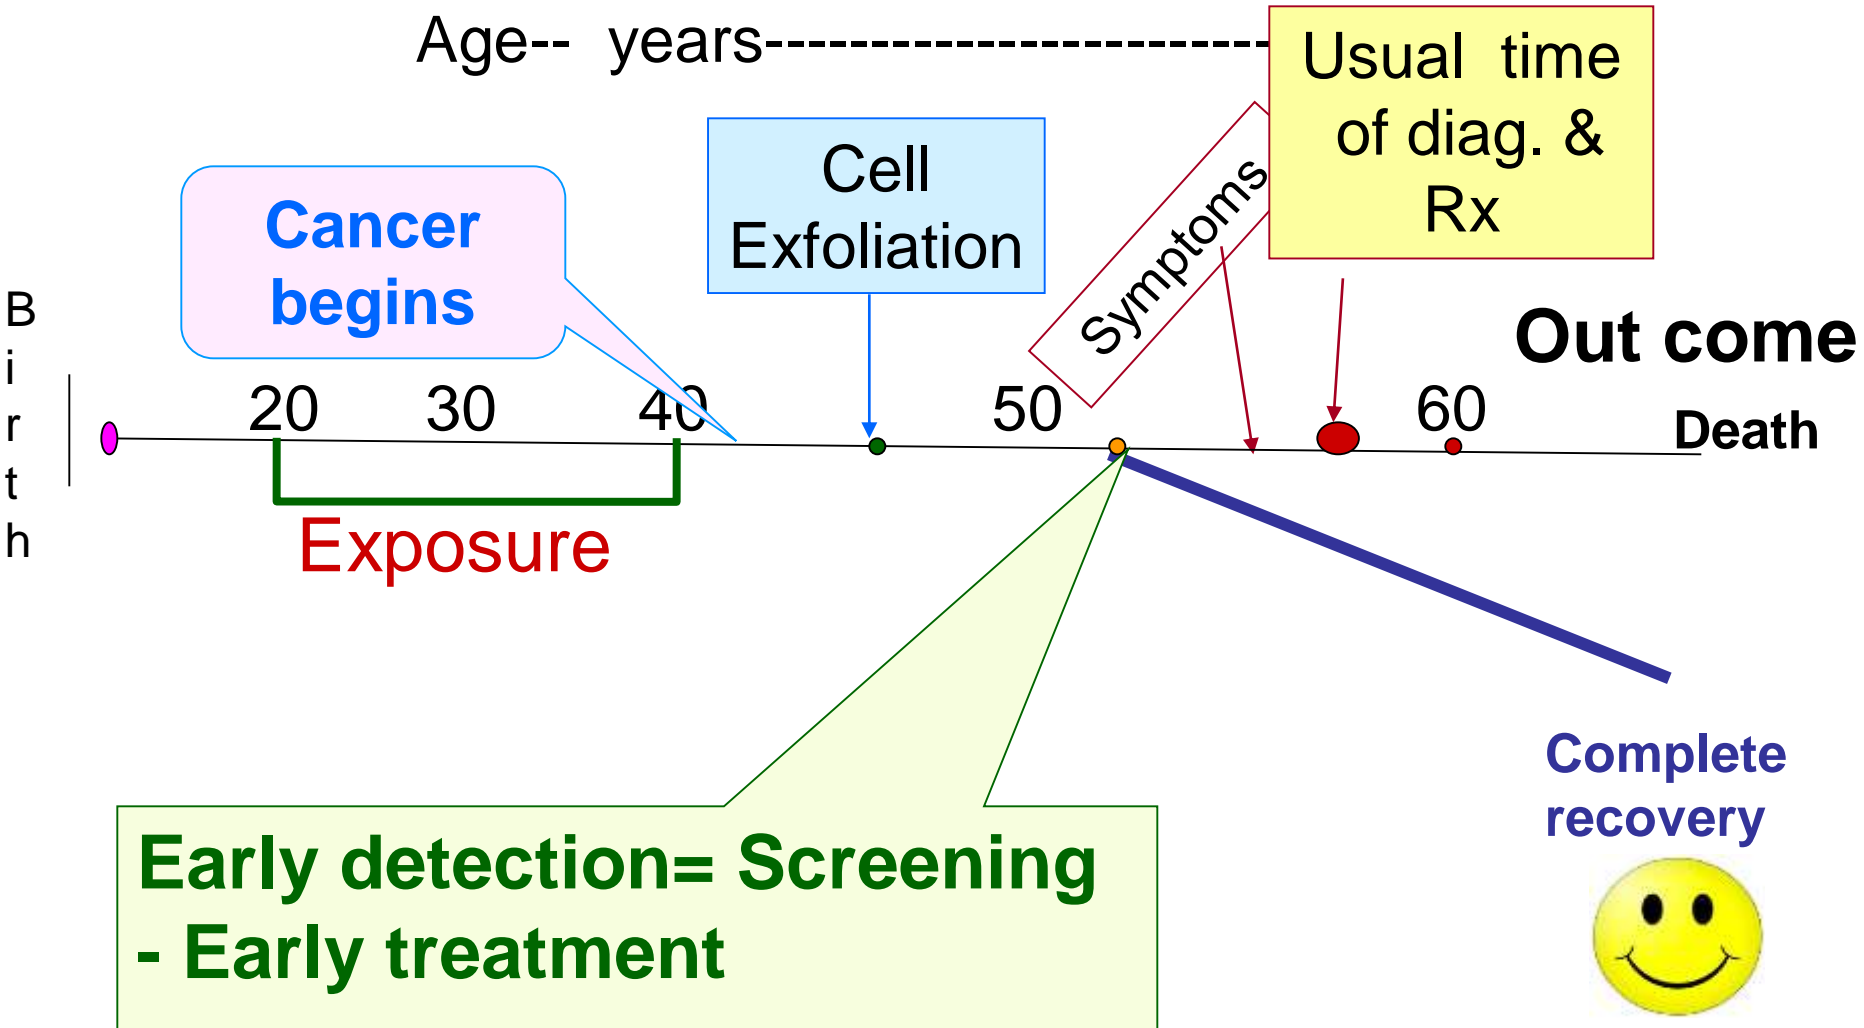 Age-- years------------------------------
Usual time
of diag. &
Rx
Cell
Exfoliation
Symptoms
Cancer
begins
B
i
r
t
h
Out come
20 30 40 50 60
Death
Exposure
Complete
recovery
Early detection= Screening
- Early treatment